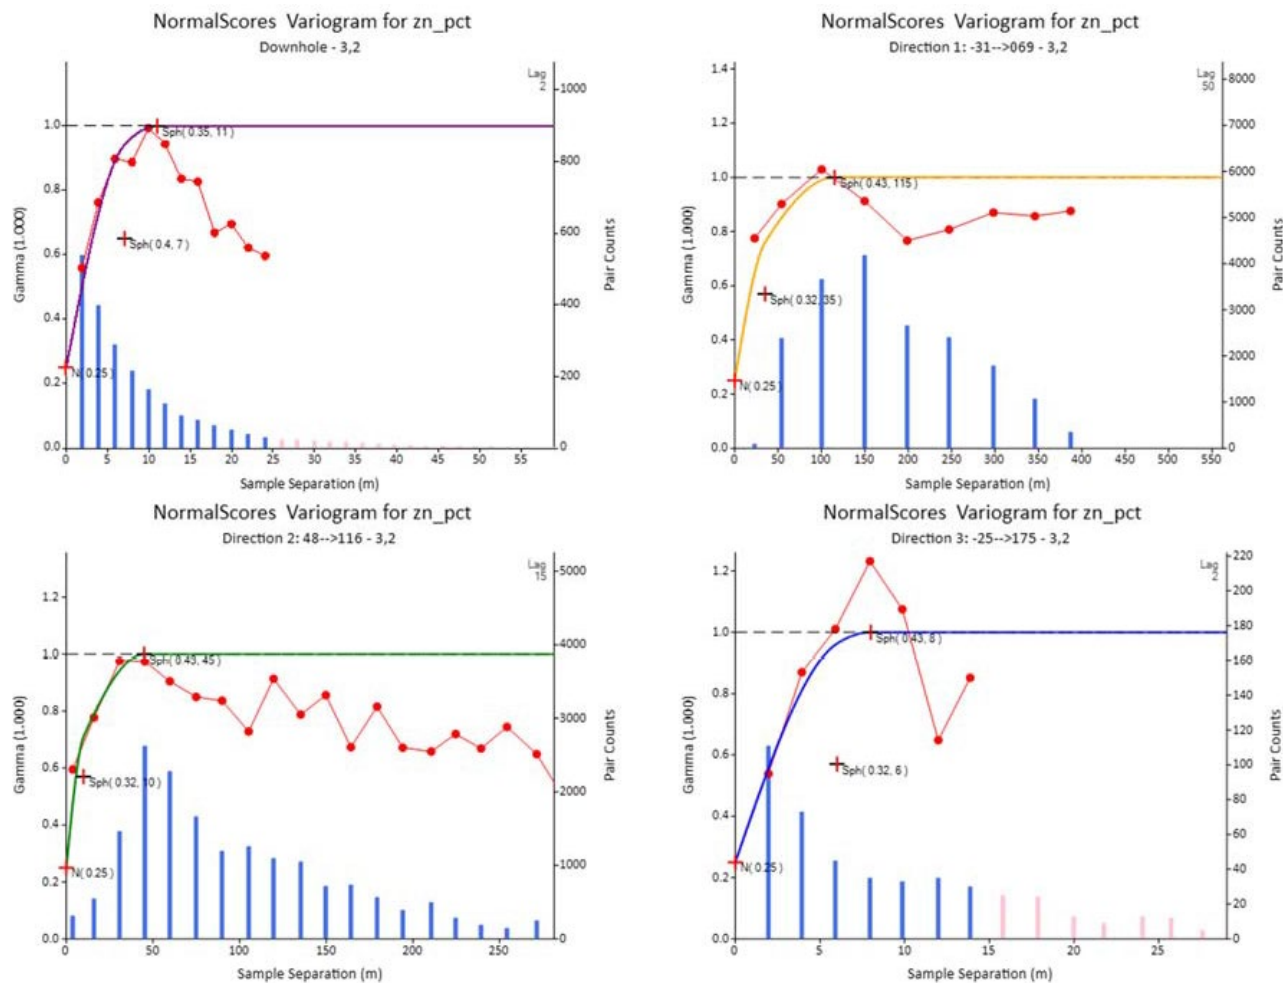 NormalScores Variogram for zn_pct
Downhole - 3,2
Lag
2
1000
800
600
400
200
0
1.0
0.8
0.6
0.4
0.2
0.0
Sph( 0.35, 11 )
Sph( 0.4, 7 )
N( 0.25 )
Gamma (1.000)
Pair Counts
0 5 10 15 20 25 30 35 40 45 50 55
Sample Separation (m)
NormalScores Variogram for zn_pct
Direction 1: -31-->069 - 3,2
Lag
50
8000
7000
6000
5000
4000
3000
2000
1000
0
1.4
1.2
1.0
0.8
0.6
0.4
0.2
0.0
Sph( 0.43, 115 )
Sph( 0.32, 35 )
N( 0.25 )
Gamma (1.000)
Pair Counts
0 50 100 150 200 250 300 350 400 450 500 550
Sample Separation (m)
NormalScores Variogram for zn_pct
Direction 2: 48-->116 - 3,2
Lag
15
5000
4000
3000
2000
1000
0
1.2
1.0
0.8
0.6
0.4
0.2
0.0
Sph( 0.43, 45 )
Sph( 0.32, 10 )
N( 0.25 )
Gamma (1.000)
Pair Counts
0 50 100 150 200 250
Sample Separation (m)
NormalScores Variogram for zn_pct
Direction 3: -25-->175 - 3,2
Lag
2
220
200
180
160
140
120
100
80
60
40
20
0
1.2
1.0
0.8
0.6
0.4
0.2
0.0
Sph( 0.43, 8 )
Sph( 0.32, 6 )
N( 0.25 )
Gamma (1.000)
Pair Counts
0 5 10 15 20 25
Sample Separation (m)